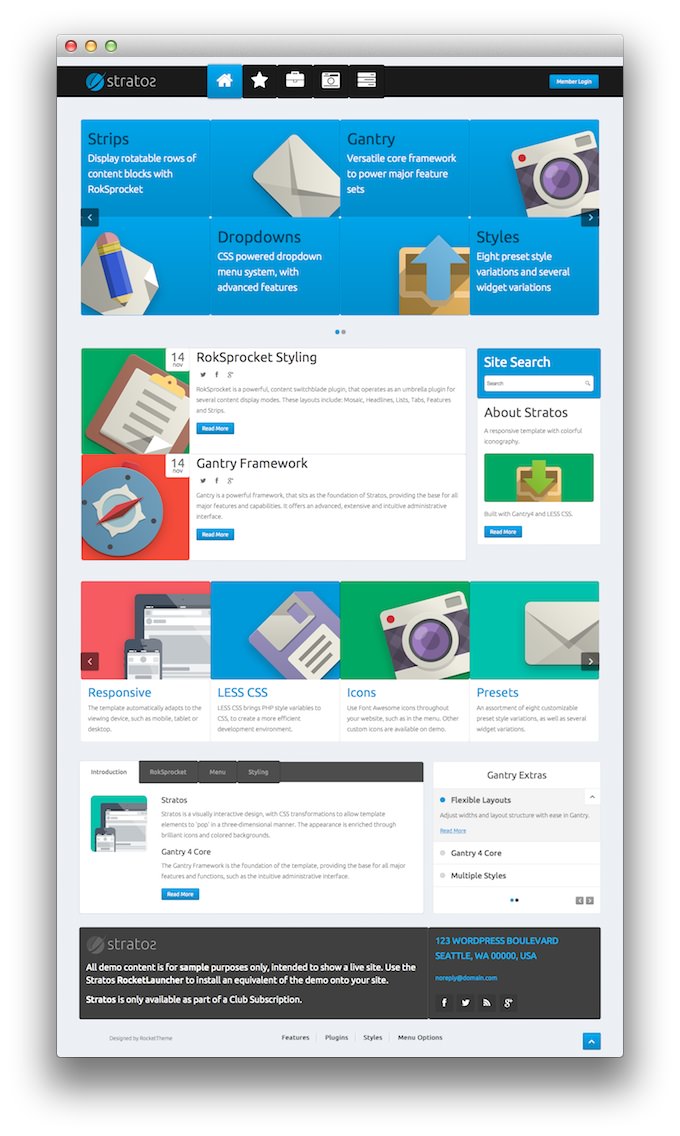 stratos
Member Login
Strips
Display rotatable rows of
content blocks with
RokSprocket
Gantry
Versatile core framework
to power major feature
sets
Dropdowns
CSS powered dropdown
menu system, with
advanced features
Styles
Eight preset style
variations and several
widget variations
14
nov
RokSprocket Styling
RokSprocket is a powerful, content switchblade plugin, that operates as an umbrella plugin for
several content display modes. These layouts include: Mosaic, Headlines, Lists, Tabs, Features
and Strips.
Read More
14
nov
Gantry Framework
Gantry is a powerful framework, that sits as the foundation of Stratos, providing the base for all
major features and capabilities. It offers an advanced, extensive and intuitive administrative
interface.
Read More
Site Search
Search
About Stratos
A responsive template with colorful
iconography.
Built with Gantry4 and LESS CSS.
Read More
Responsive
The template automatically adapts to the
viewing device, such as mobile, tablet or
desktop.
LESS CSS
LESS CSS brings PHP style variables to
CSS, to create a more efficient
development environment.
Icons
Use Font Awesome icons throughout
your website, such as in the menu. Other
custom icons are available on demo.
Presets
An assortment of eight customizable
preset style variations, as well as several
widget variations.
Introduction
RokSprocket
Menu
Styling
Stratos
Stratos is a visually interactive design, with CSS transformations to allow template
elements to 'pop' in a three-dimensional manner. The appearance is enriched through
brilliant icons and colored backgrounds.
Gantry 4 Core
The Gantry Framework is the foundation of the template, providing the base for all major
features and functions, such as the intuitive administrative interface.
Read More
Gantry Extras
Flexible Layouts
Adjust widths and layout structure with ease in Gantry.
Read More
Gantry 4 Core
Multiple Styles
stratos
All demo content is for sample purposes only, intended to show a live site. Use the
Stratos RocketLauncher to install an equivalent of the demo onto your site.
Stratos is only available as part of a Club Subscription.
123 WORDPRESS BOULEVARD
SEATTLE, WA 00000, USA
noreply@domain.com
Designed by RocketTheme
Features
Plugins
Styles
Menu Options